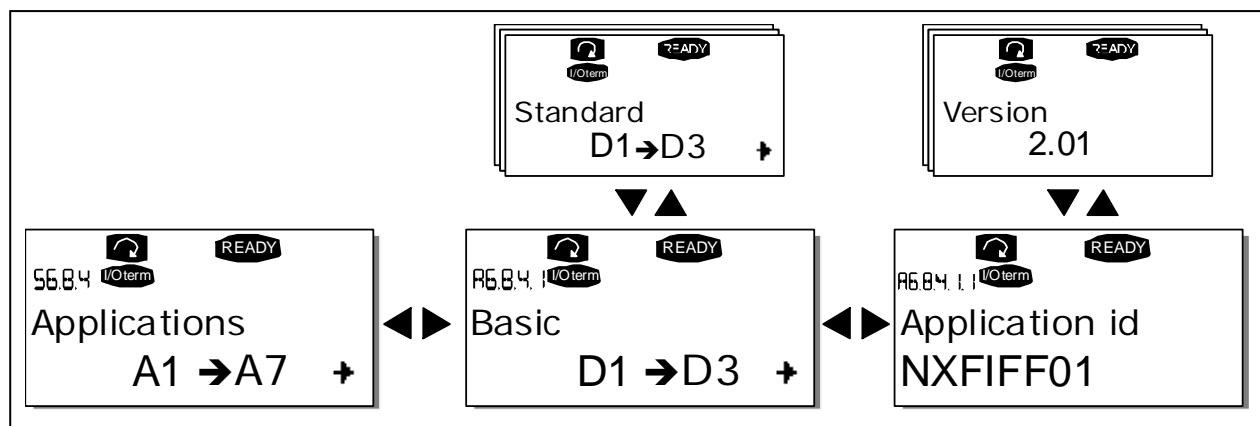 READY
I/Oterm
Standard
D1➔D3
READY
I/Oterm
Version
2.01
READY
S6.8.4 I/Oterm
Applications
A1 ➔A7
READY
A6.8.4.1 I/Oterm
Basic
D1 ➔D3
READY
A6.8.4.1.1 I/Oterm
Application id
NXFIFF01